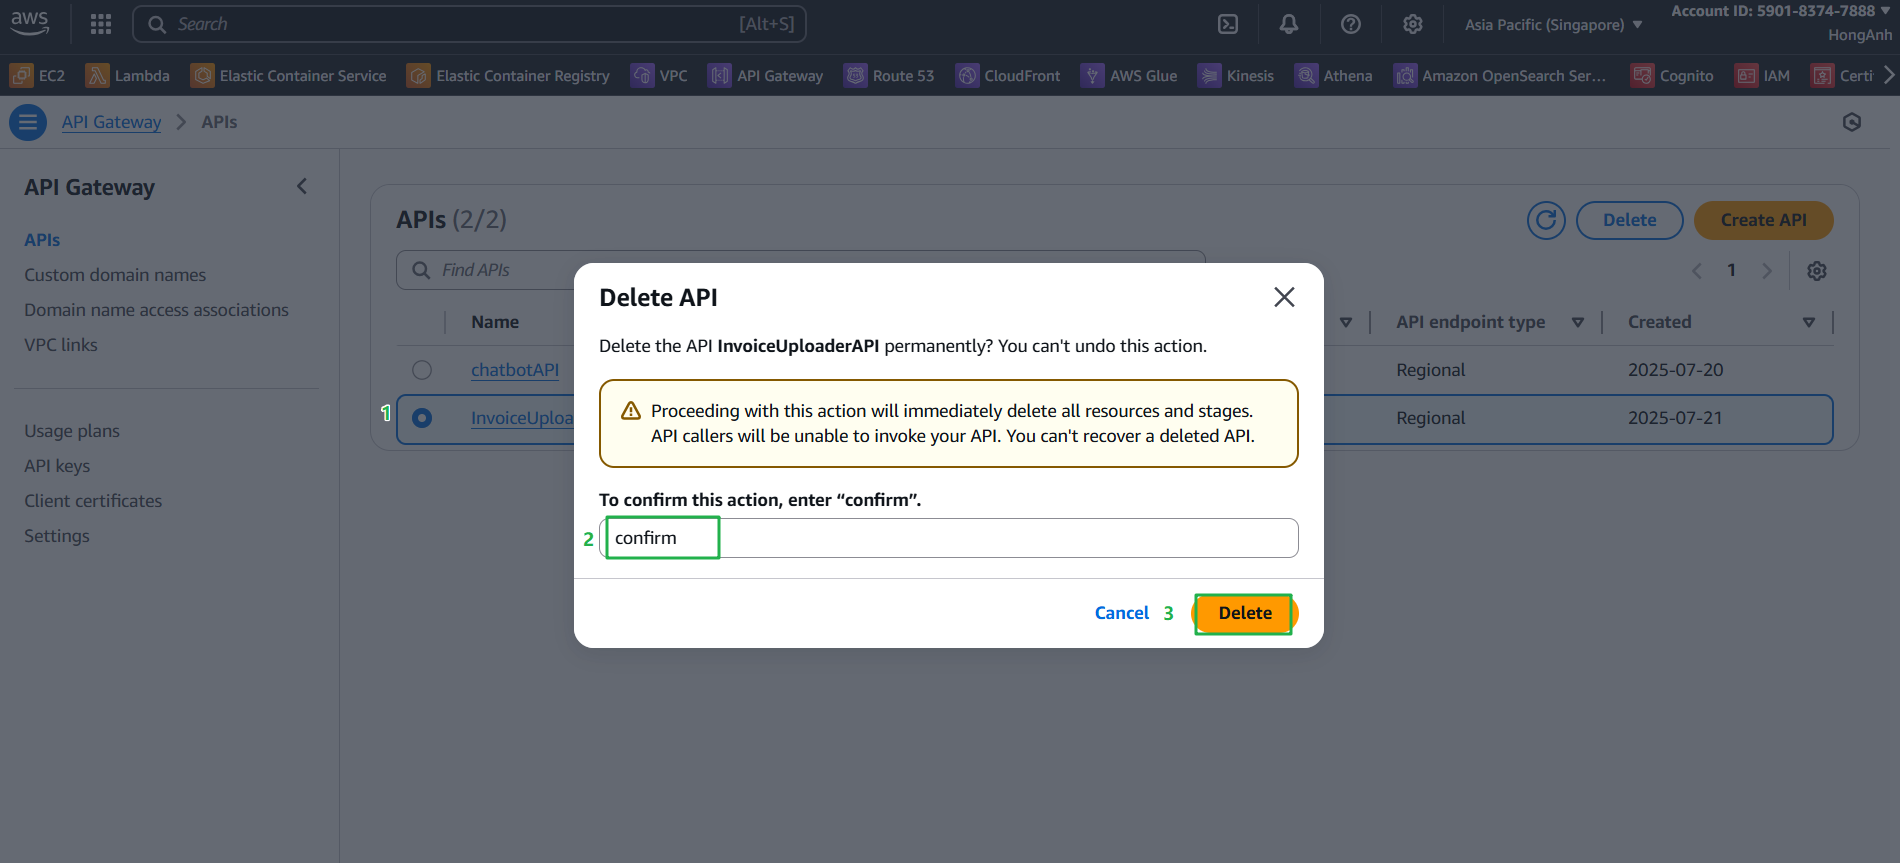 aws
Search
[Alt+S]
Asia Pacific (Singapore)
Account ID: 5901-8374-7888
HongAnh
EC2
Lambda
Elastic Container Service
Elastic Container Registry
VPC
API Gateway
Route 53
CloudFront
AWS Glue
Kinesis
Athena
Amazon OpenSearch Ser...
Cognito
IAM
Certi
API Gateway
APIs
API Gateway
APIs
Custom domain names
Domain name access associations
VPC links
Usage plans
API keys
Client certificates
Settings
APIs (2/2)
Delete
Create API
Find APIs
1
Name
API endpoint type
Created
chatbotAPI
Regional
2025-07-20
1
InvoiceUploa
Regional
2025-07-21
Delete API
Delete the API InvoiceUploaderAPI permanently? You can't undo this action.
Proceeding with this action will immediately delete all resources and stages.
API callers will be unable to invoke your API. You can't recover a deleted API.
To confirm this action, enter “confirm”.
2
confirm
Cancel
3
Delete